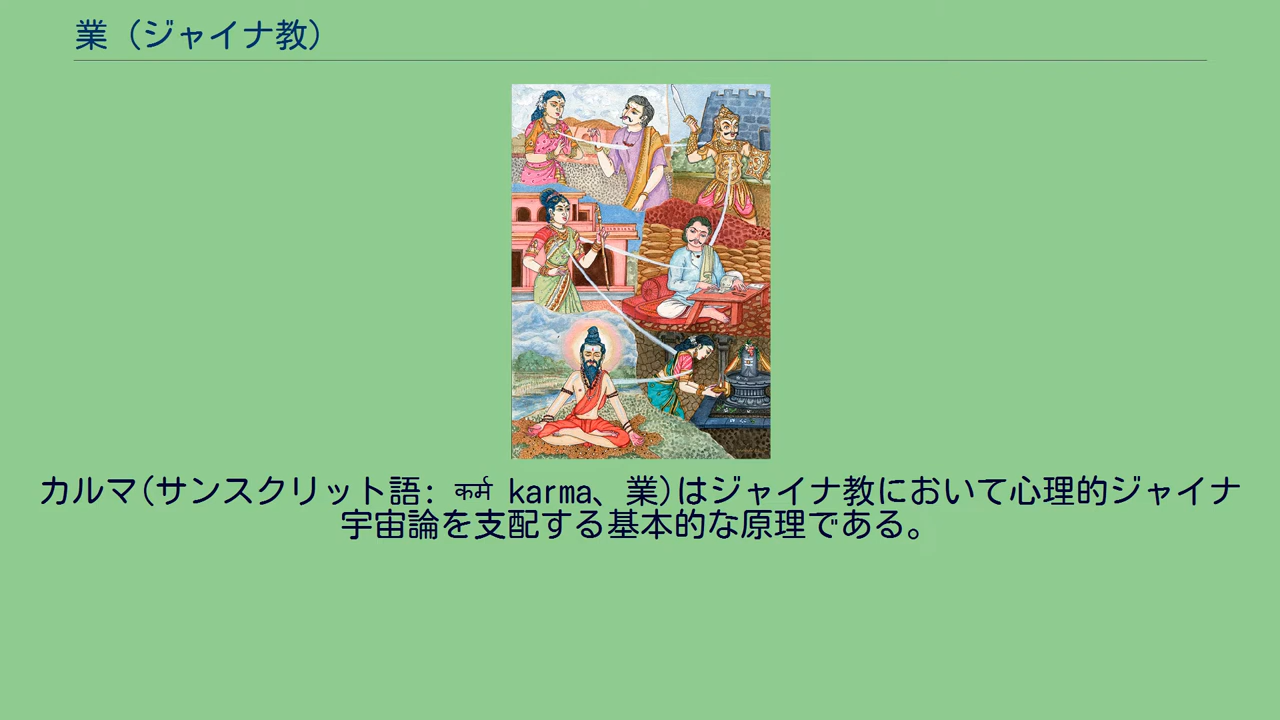 業（ジャイナ教）
カルマ(サンスクリット語: कर्म karma、業)はジャイナ教において心理的ジャイナ
宇宙論を支配する基本的な原理である。